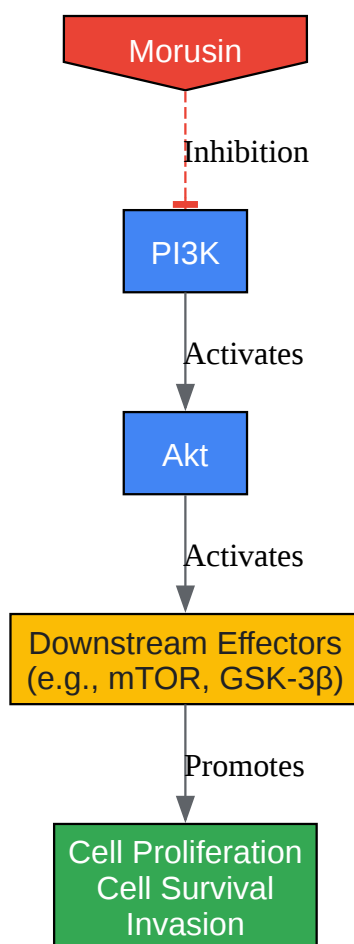 Morusin
Inhibition
PI3K
Activates
Akt
Activates
Downstream Effectors
(e.g., mTOR, GSK-3β)
Promotes
Cell Proliferation
Cell Survival
Invasion